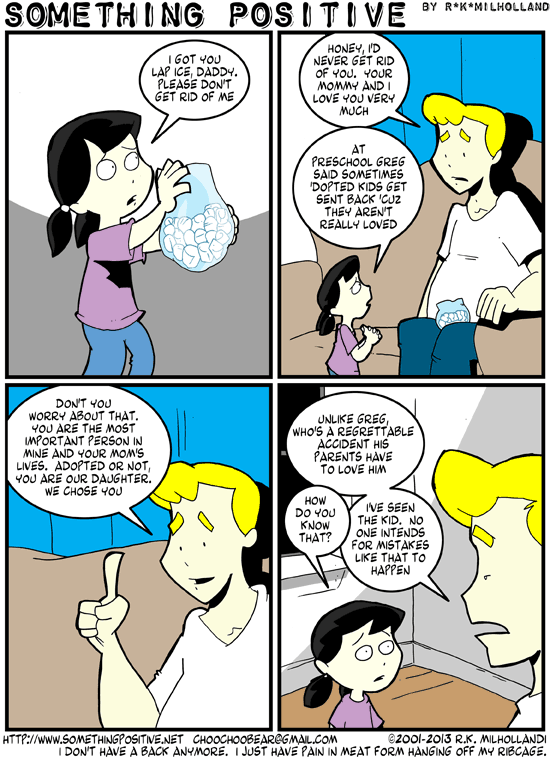 SOMETHING POSITIVE BY R*K*MILHOLLAND
I GOT YOU
LAP ICE, DADDY.
PLEASE DON'T
GET RID OF ME
HONEY, I'D
NEVER GET RID
OF YOU. YOUR
MOMMY AND I
LOVE YOU VERY
MUCH
AT
PRESCHOOL GREG
SAID SOMETIMES
'DOPTED KIDS GET
SENT BACK 'CUZ
THEY AREN'T
REALLY LOVED
DON'T YOU
WORRY ABOUT THAT.
YOU ARE THE MOST
IMPORTANT PERSON IN
MINE AND YOUR MOM'S
LIVES. ADOPTED OR NOT,
YOU ARE OUR DAUGHTER.
WE CHOSE YOU
UNLIKE GREG,
WHO'S A REGRETTABLE
ACCIDENT HIS
PARENTS HAVE
TO LOVE HIM
HOW
DO YOU
KNOW
THAT?
I'VE SEEN
THE KID. NO
ONE INTENDS
FOR MISTAKES
LIKE THAT TO
HAPPEN
HTTP://WWW.SOMETHINGPOSITIVE.NET CHOOCHOOBEAR@GMAIL.COM ©2001-2013 R.K. MILHOLLAND!
I DON'T HAVE A BACK ANYMORE. I JUST HAVE PAIN IN MEAT FORM HANGING OFF MY RIBCAGE.